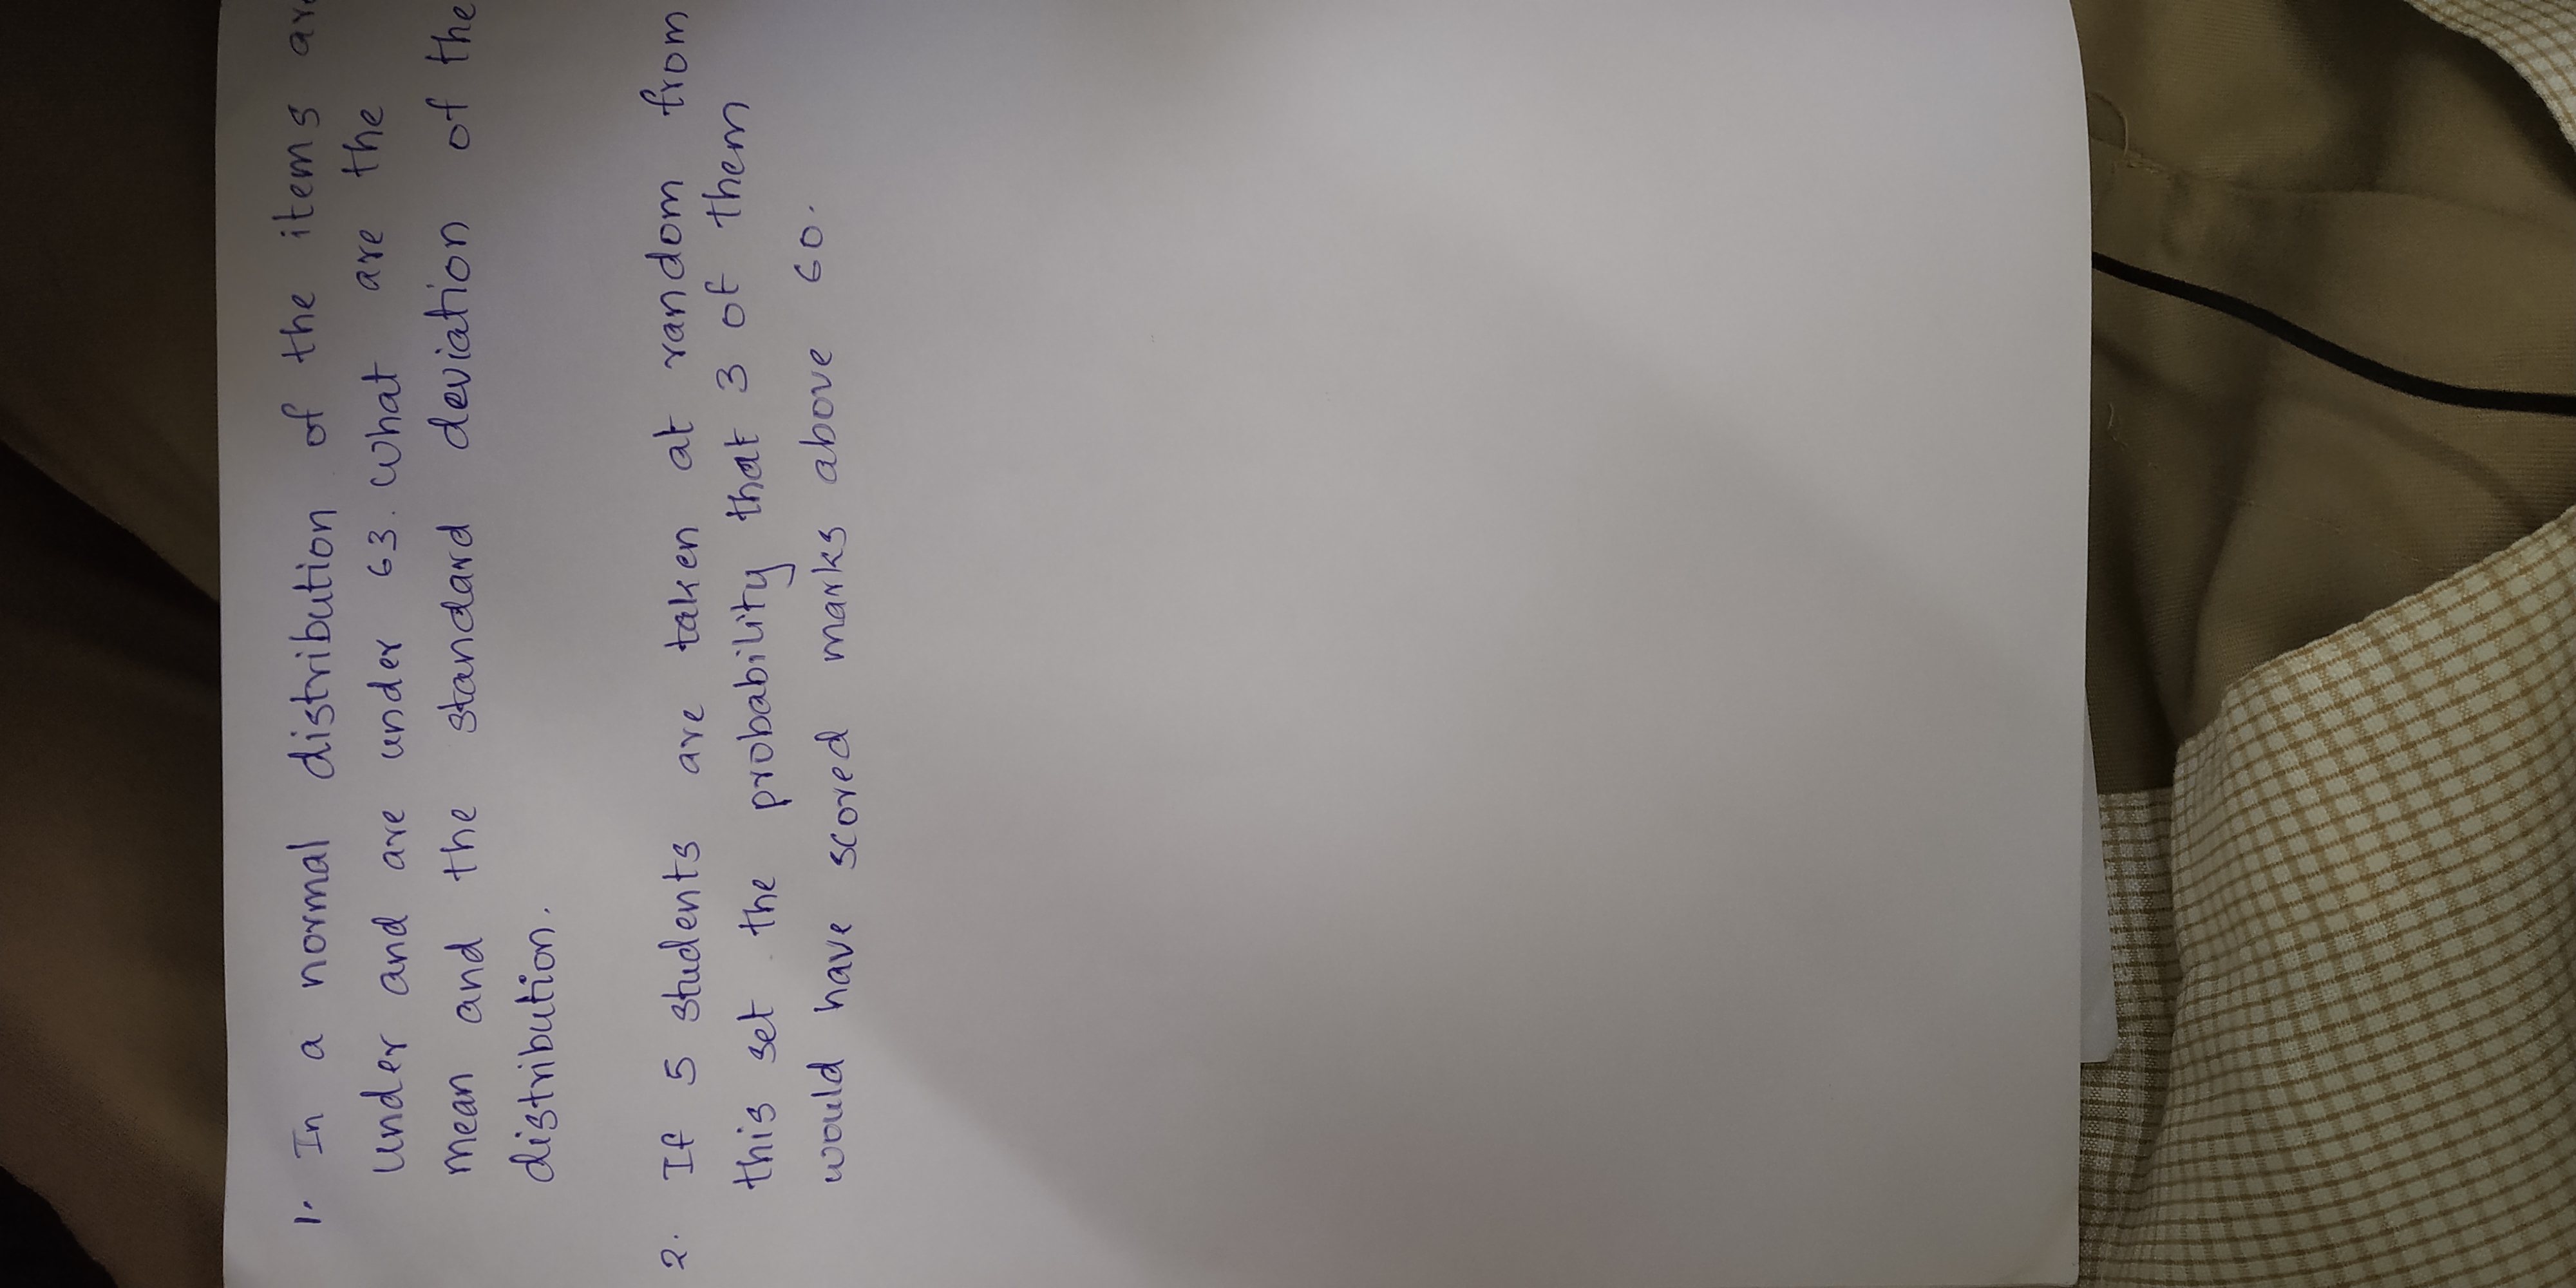 1. In a normal distribution of the items are
under and are under 63. What are the
mean and the standard deviation of the
distribution.
2. If 5 students are taken at random from
this set the probability that 3 of them
would have scored marks above 60.